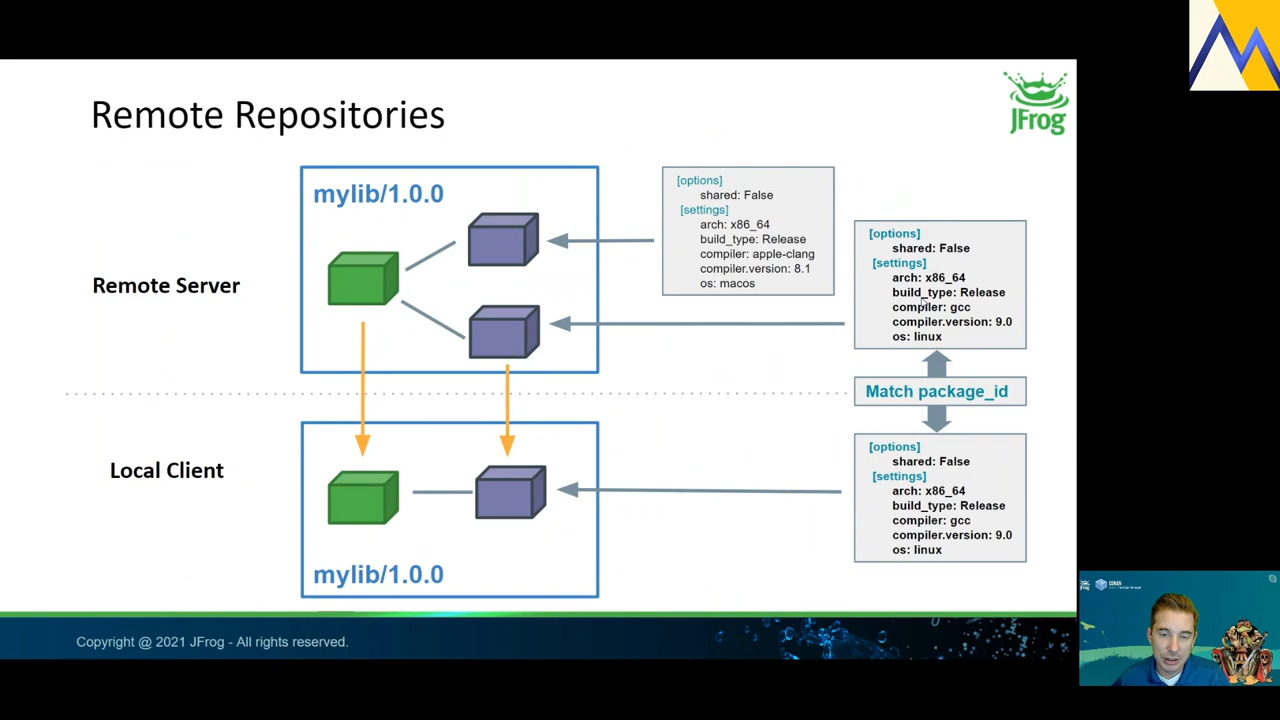 Remote Repositories
JFrog
mylib/1.0.0
[options]
shared: False
[settings]
arch: x86_64
build_type: Release
compiler: apple-clang
compiler.version: 8.1
os: macos
[options]
shared: False
[settings]
arch: x86_64
build_type: Release
compiler: gcc
compiler.version: 9.0
os: linux
Remote Server
Match package_id
Local Client
[options]
shared: False
[settings]
arch: x86_64
build_type: Release
compiler: gcc
compiler.version: 9.0
os: linux
mylib/1.0.0
Copyright @ 2021 JFrog - All rights reserved.
CONAN